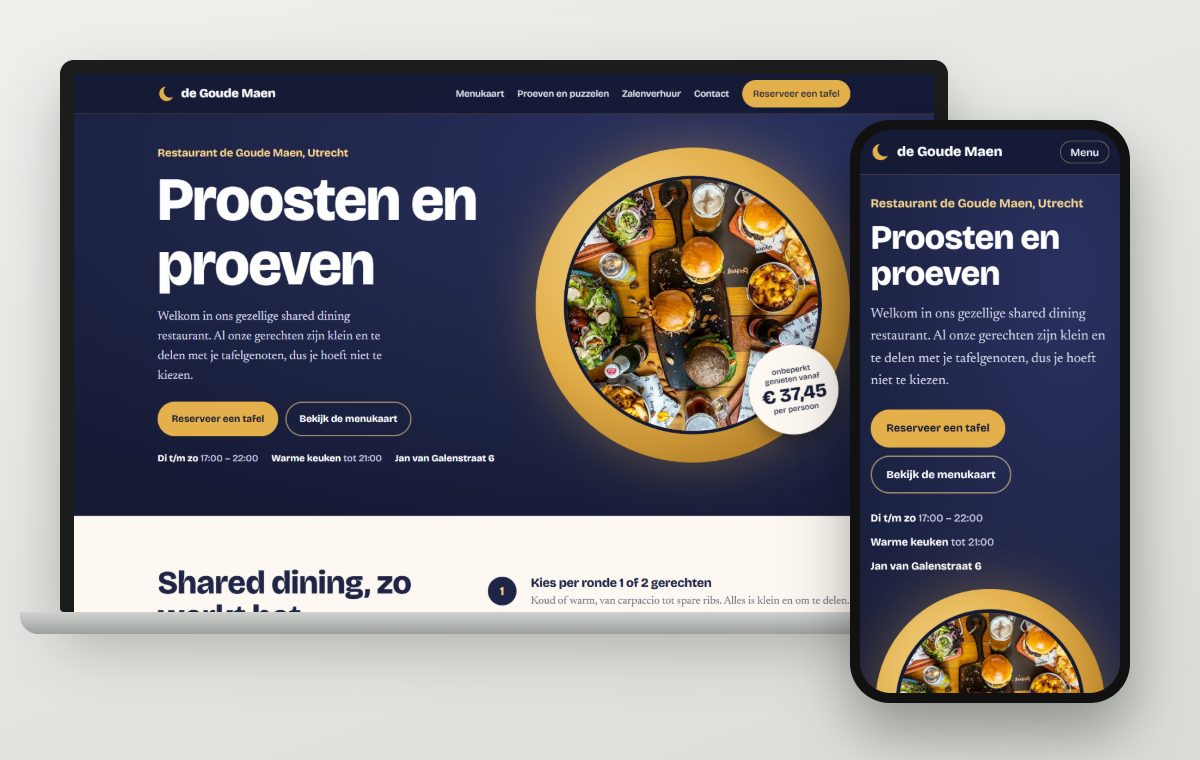 de Goude Maen
Menukaart Proeven en puzzelen Zalenverhuur Contact Reserveer een tafel
Restaurant de Goude Maen, Utrecht
Proosten en
proeven
Welkom in ons gezellige shared dining
restaurant. Al onze gerechten zijn klein en te
delen met je tafelgenoten, dus je hoeft niet te
kiezen.
Reserveer een tafel Bekijk de menukaart
Di t/m zo 17:00 – 22:00 Warme keuken tot 21:00 Jan van Galenstraat 6
onbeperkt
genieten vanaf
€ 37,45
per persoon
Shared dining, zo
werkt het
1
Kies per ronde 1 of 2 gerechten
Koud of warm, van carpaccio tot spare ribs. Alles is klein en om te delen.
de Goude Maen
Menu
Restaurant de Goude Maen, Utrecht
Proosten en
proeven
Welkom in ons gezellige shared dining
restaurant. Al onze gerechten zijn klein en
te delen met je tafelgenoten, dus je hoeft
niet te kiezen.
Reserveer een tafel
Bekijk de menukaart
Di t/m zo 17:00 – 22:00
Warme keuken tot 21:00
Jan van Galenstraat 6